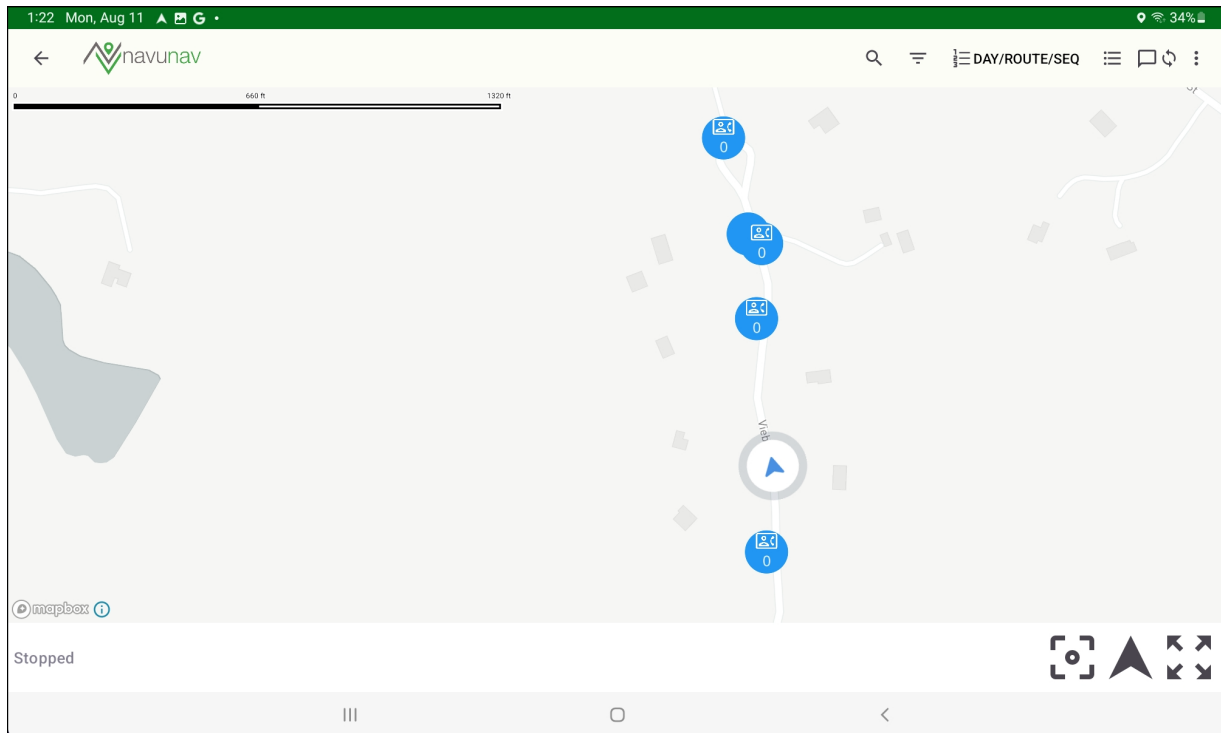 1:22 Mon, Aug 11 G • 34%
navunav
DAY/ROUTE/SEQ
0 660 ft 1320 ft
0
0
0
Vieb
0
mapbox
Stopped